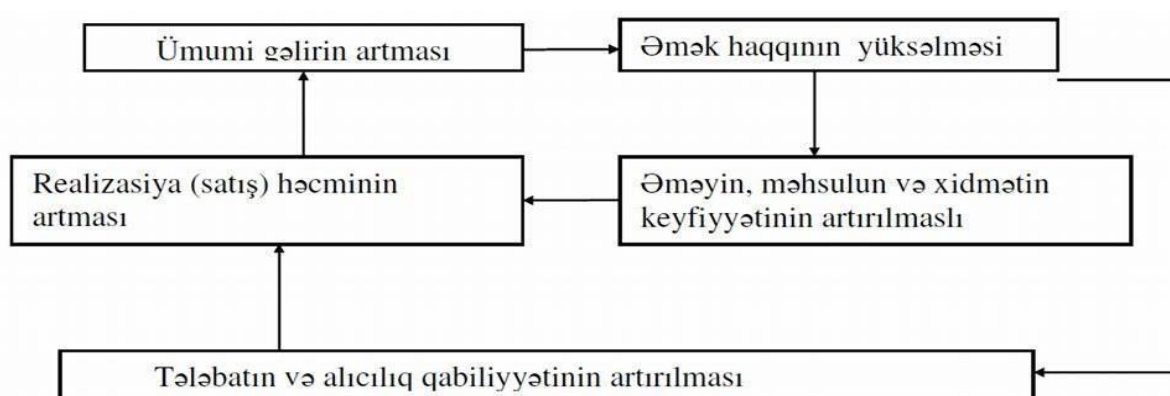 Ümumi gəlirin artması
Əmək haqqının yüksəlməsi
Realizasiya (satış) həcminin
artması
Əməyin, məhsulun və xidmətin
keyfiyyətinin artırılmaslı
Tələbatın və alıcılıq qabiliyyətinin artırılması